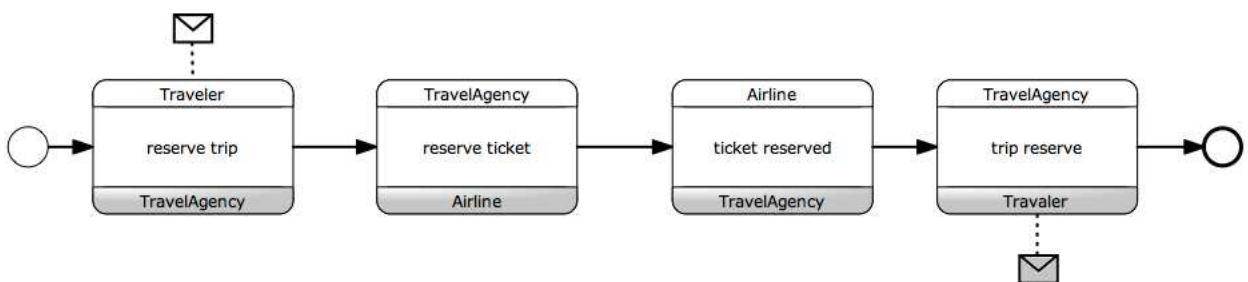 Traveler
reserve trip
TravelAgency
TravelAgency
reserve ticket
Airline
Airline
ticket reserved
TravelAgency
TravelAgency
trip reserve
Travaler